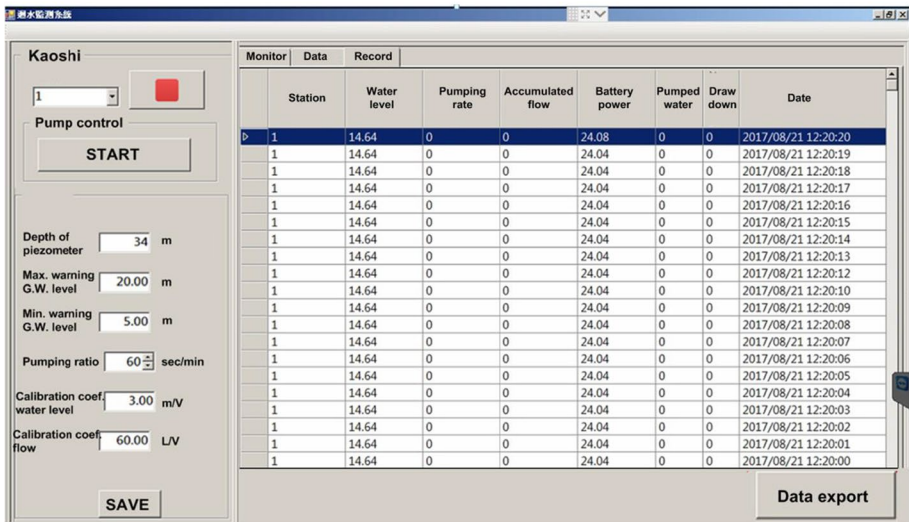 迴水監測系統
Kaoshi
1
Pump control
START
Depth of piezometer 34 m
Max. warning G.W. level 20.00 m
Min. warning G.W. level 5.00 m
Pumping ratio 60 sec/min
Calibration coef. water level 3.00 m/V
Calibration coef. flow 60.00 L/V
SAVE
Monitor Data Record
Station Water level Pumping rate Accumulated flow Battery power Pumped water Draw down Date
1 14.64 0 0 24.08 0 0 2017/08/21 12:20:20
1 14.64 0 0 24.04 0 0 2017/08/21 12:20:19
1 14.64 0 0 24.04 0 0 2017/08/21 12:20:18
1 14.64 0 0 24.04 0 0 2017/08/21 12:20:17
1 14.64 0 0 24.04 0 0 2017/08/21 12:20:16
1 14.64 0 0 24.04 0 0 2017/08/21 12:20:15
1 14.64 0 0 24.04 0 0 2017/08/21 12:20:14
1 14.64 0 0 24.04 0 0 2017/08/21 12:20:13
1 14.64 0 0 24.04 0 0 2017/08/21 12:20:12
1 14.64 0 0 24.04 0 0 2017/08/21 12:20:10
1 14.64 0 0 24.04 0 0 2017/08/21 12:20:09
1 14.64 0 0 24.04 0 0 2017/08/21 12:20:08
1 14.64 0 0 24.04 0 0 2017/08/21 12:20:07
1 14.64 0 0 24.04 0 0 2017/08/21 12:20:06
1 14.64 0 0 24.04 0 0 2017/08/21 12:20:05
1 14.64 0 0 24.04 0 0 2017/08/21 12:20:04
1 14.64 0 0 24.04 0 0 2017/08/21 12:20:03
1 14.64 0 0 24.04 0 0 2017/08/21 12:20:02
1 14.64 0 0 24.04 0 0 2017/08/21 12:20:01
1 14.64 0 0 24.04 0 0 2017/08/21 12:20:00
Data export